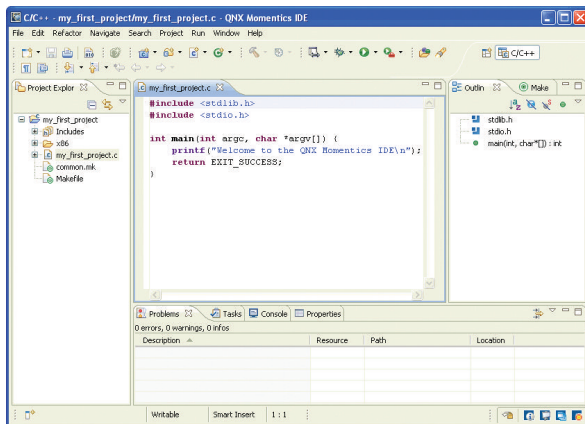 C/C++ - my_first_project/my_first_project.c - QNX Momentics IDE
File Edit Refactor Navigate Search Project Run Window Help
C/C++
Project Explor
my_first_project
Includes
x86
my_first_project.c
common.mk
Makefile
my_first_project.c
#include <stdlib.h>
#include <stdio.h>
int main(int argc, char *argv[]) {
printf("Welcome to the QNX Momentics IDE\n");
return EXIT_SUCCESS;
}
Outlin Make
stdlib.h
stdio.h
main(int, char*[]) : int
Problems Tasks Console Properties
0 errors, 0 warnings, 0 infos
Description Resource Path Location
Writable Smart Insert 1 : 1